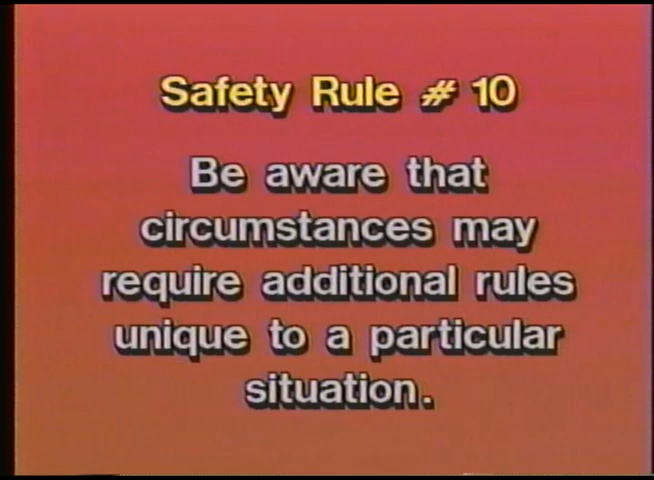 Safety Rule # 10
Be aware that
circumstances may
require additional rules
unique to a particular
situation.